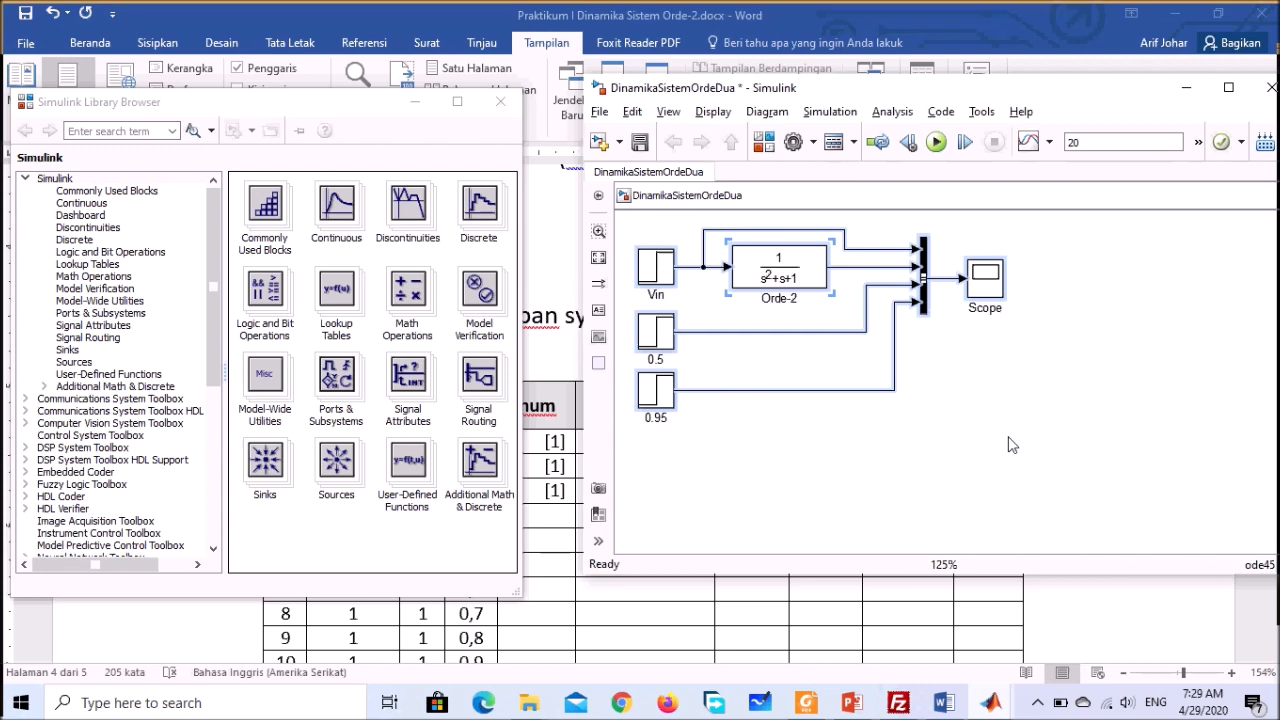 Praktikum I Dinamika Sistem Orde-2.docx - Word
File Beranda Sisipkan Desain Tata Letak Referensi Surat Tinjau Tampilan Foxit Reader PDF Beri tahu apa yang ingin Anda lakuk Arij Johar Bagikan
Kerangka Penggaris Satu Halaman Tampilan Berdampingan
Jendel
Baru
Simulink Library Browser
Enter search term
Simulink
Simulink
Commonly Used Blocks
Continuous
Dashboard
Discontinuities
Discrete
Logic and Bit Operations
Lookup Tables
Math Operations
Model Verification
Model-Wide Utilities
Ports & Subsystems
Signal Attributes
Signal Routing
Sinks
Sources
User-Defined Functions
Additional Math & Discrete
Communications System Toolbox
Communications System Toolbox HDL
Computer Vision System Toolbox
Control System Toolbox
DSP System Toolbox
DSP System Toolbox HDL Support
Embedded Coder
Fuzzy Logic Toolbox
HDL Coder
HDL Verifier
Image Acquisition Toolbox
Instrument Control Toolbox
Model Predictive Control Toolbox
Commonly
Used Blocks
Continuous
Discontinuities
Discrete
Logic and Bit
Operations
Lookup
Tables
Math
Operations
Model
Verification
Misc
Model-Wide
Utilities
Ports &
Subsystems
Signal
Attributes
Signal
Routing
Sinks
Sources
y=f(u)
User-Defined
Functions
Additional Math
& Discrete
DinamikaSistemOrdeDua * - Simulink
File Edit View Display Diagram Simulation Analysis Code Tools Help
20
DinamikaSistemOrdeDua
DinamikaSistemOrdeDua
Vin
1
s²+s+1
Orde-2
0.5
0.95
Scope
Ready 125% ode45
ban sy
num
[1]
[1]
[1]
8 1 1 0,7
9 1 1 0,8
10 1 1 0,9
Halaman 4 dari 5 205 kata Bahasa Inggris (Amerika Serikat) 154%
Type here to search
ENG 7:29 AM
4/29/2020
7